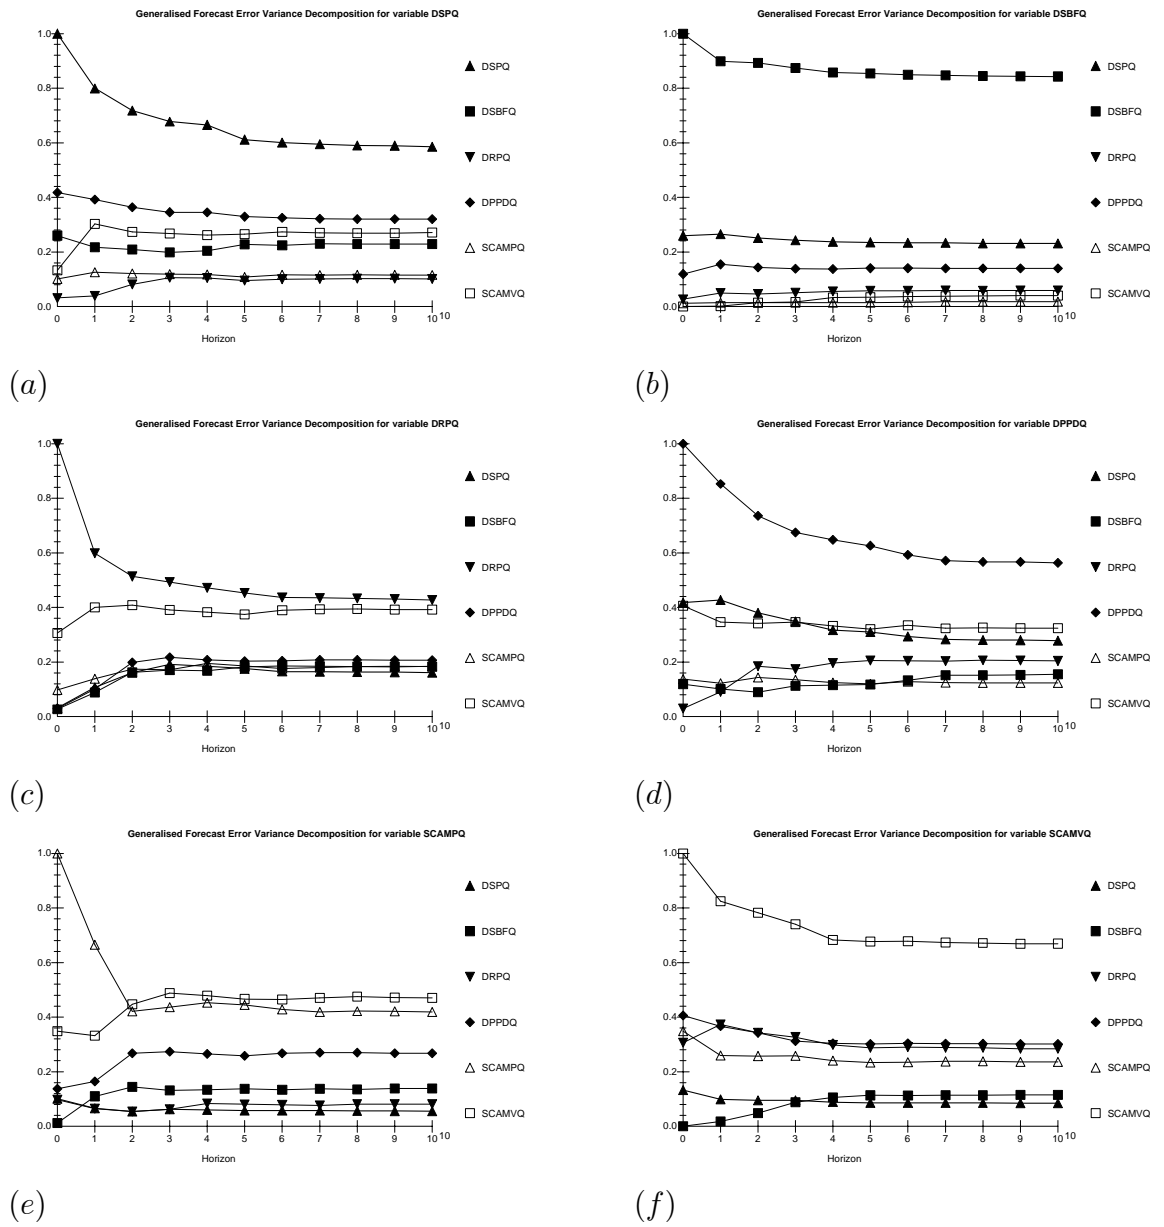 Generalised Forecast Error Variance Decomposition for variable DSPQ
1.0
0.8
0.6
0.4
0.2
0.0
0 1 2 3 4 5 6 7 8 9 10 10
Horizon
DSPQ
DSBFQ
DRPQ
DPPDQ
SCAMPQ
SCAMVQ
(a)
Generalised Forecast Error Variance Decomposition for variable DSBFQ
1.0
0.8
0.6
0.4
0.2
0.0
0 1 2 3 4 5 6 7 8 9 10 10
Horizon
DSPQ
DSBFQ
DRPQ
DPPDQ
SCAMPQ
SCAMVQ
(b)
Generalised Forecast Error Variance Decomposition for variable DRPQ
1.0
0.8
0.6
0.4
0.2
0.0
0 1 2 3 4 5 6 7 8 9 10 10
Horizon
DSPQ
DSBFQ
DRPQ
DPPDQ
SCAMPQ
SCAMVQ
(c)
Generalised Forecast Error Variance Decomposition for variable DPPDQ
1.0
0.8
0.6
0.4
0.2
0.0
0 1 2 3 4 5 6 7 8 9 10 10
Horizon
DSPQ
DSBFQ
DRPQ
DPPDQ
SCAMPQ
SCAMVQ
(d)
Generalised Forecast Error Variance Decomposition for variable SCAMPQ
1.0
0.8
0.6
0.4
0.2
0.0
0 1 2 3 4 5 6 7 8 9 10 10
Horizon
DSPQ
DSBFQ
DRPQ
DPPDQ
SCAMPQ
SCAMVQ
(e)
Generalised Forecast Error Variance Decomposition for variable SCAMVQ
1.0
0.8
0.6
0.4
0.2
0.0
0 1 2 3 4 5 6 7 8 9 10 10
Horizon
DSPQ
DSBFQ
DRPQ
DPPDQ
SCAMPQ
SCAMVQ
(f)